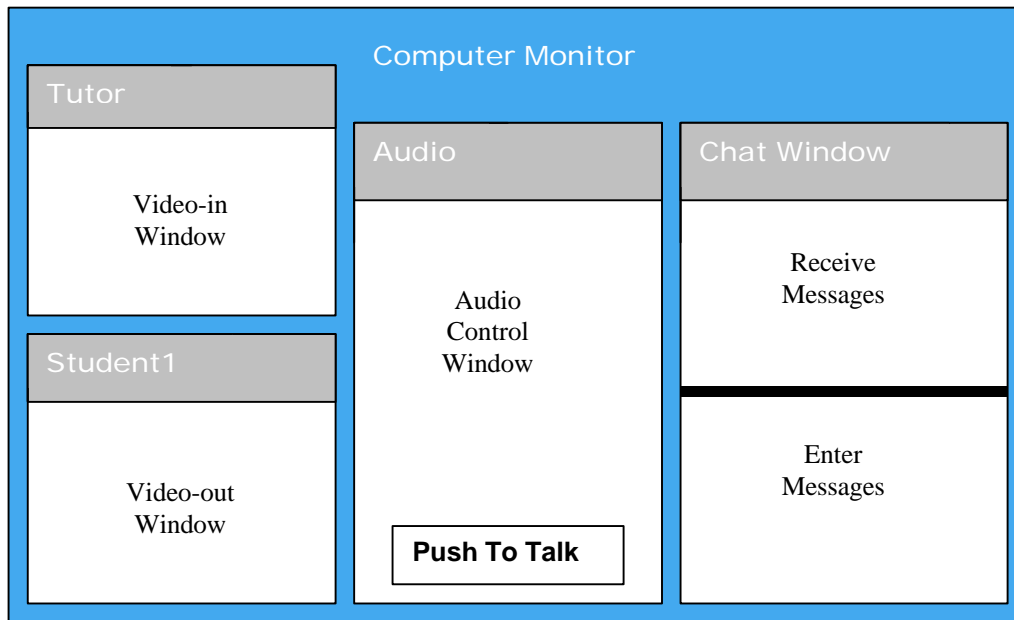 Computer Monitor
Tutor
Video-in
Window
Student1
Video-out
Window
Audio
Audio
Control
Window
Push To Talk
Chat Window
Receive
Messages
Enter
Messages